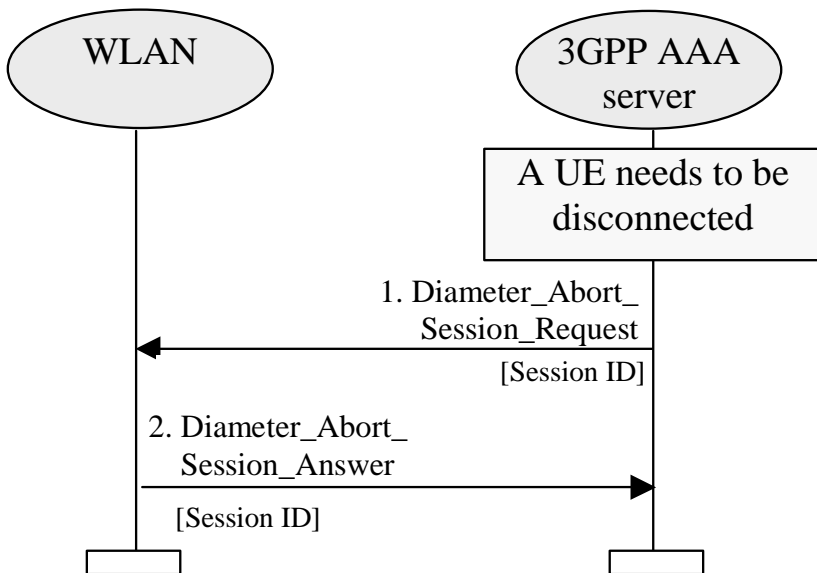 WLAN
3GPP AAA
server
A UE needs to be
disconnected
1. Diameter_Abort_
Session_Request
[Session ID]
2. Diameter_Abort_
Session_Answer
[Session ID]